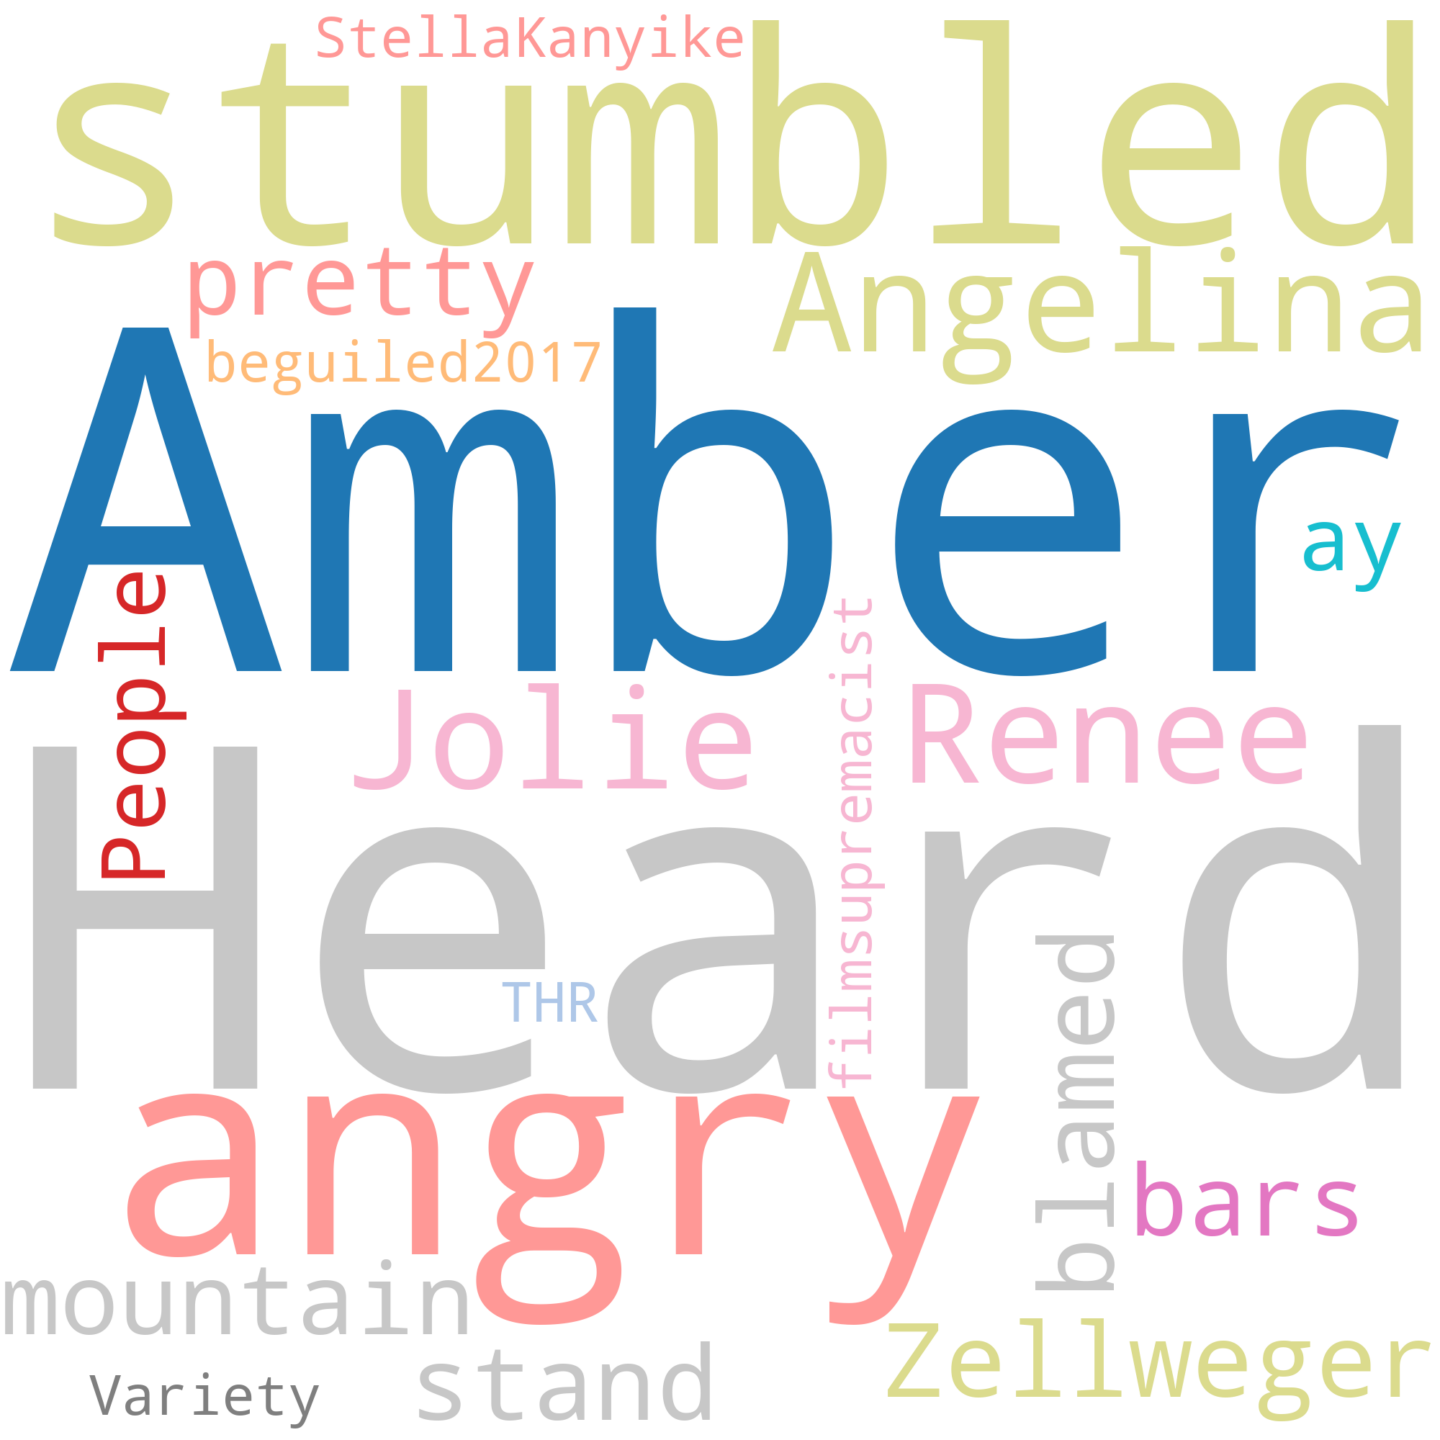 StellaKanyike
stumbled
pretty
Angelina
beguiled2017
Amber
ay
People
Jolie
Renee
filmsupremacist
Heard
THR
blamed
angry
bars
mountain
Zellweger
stand
Variety